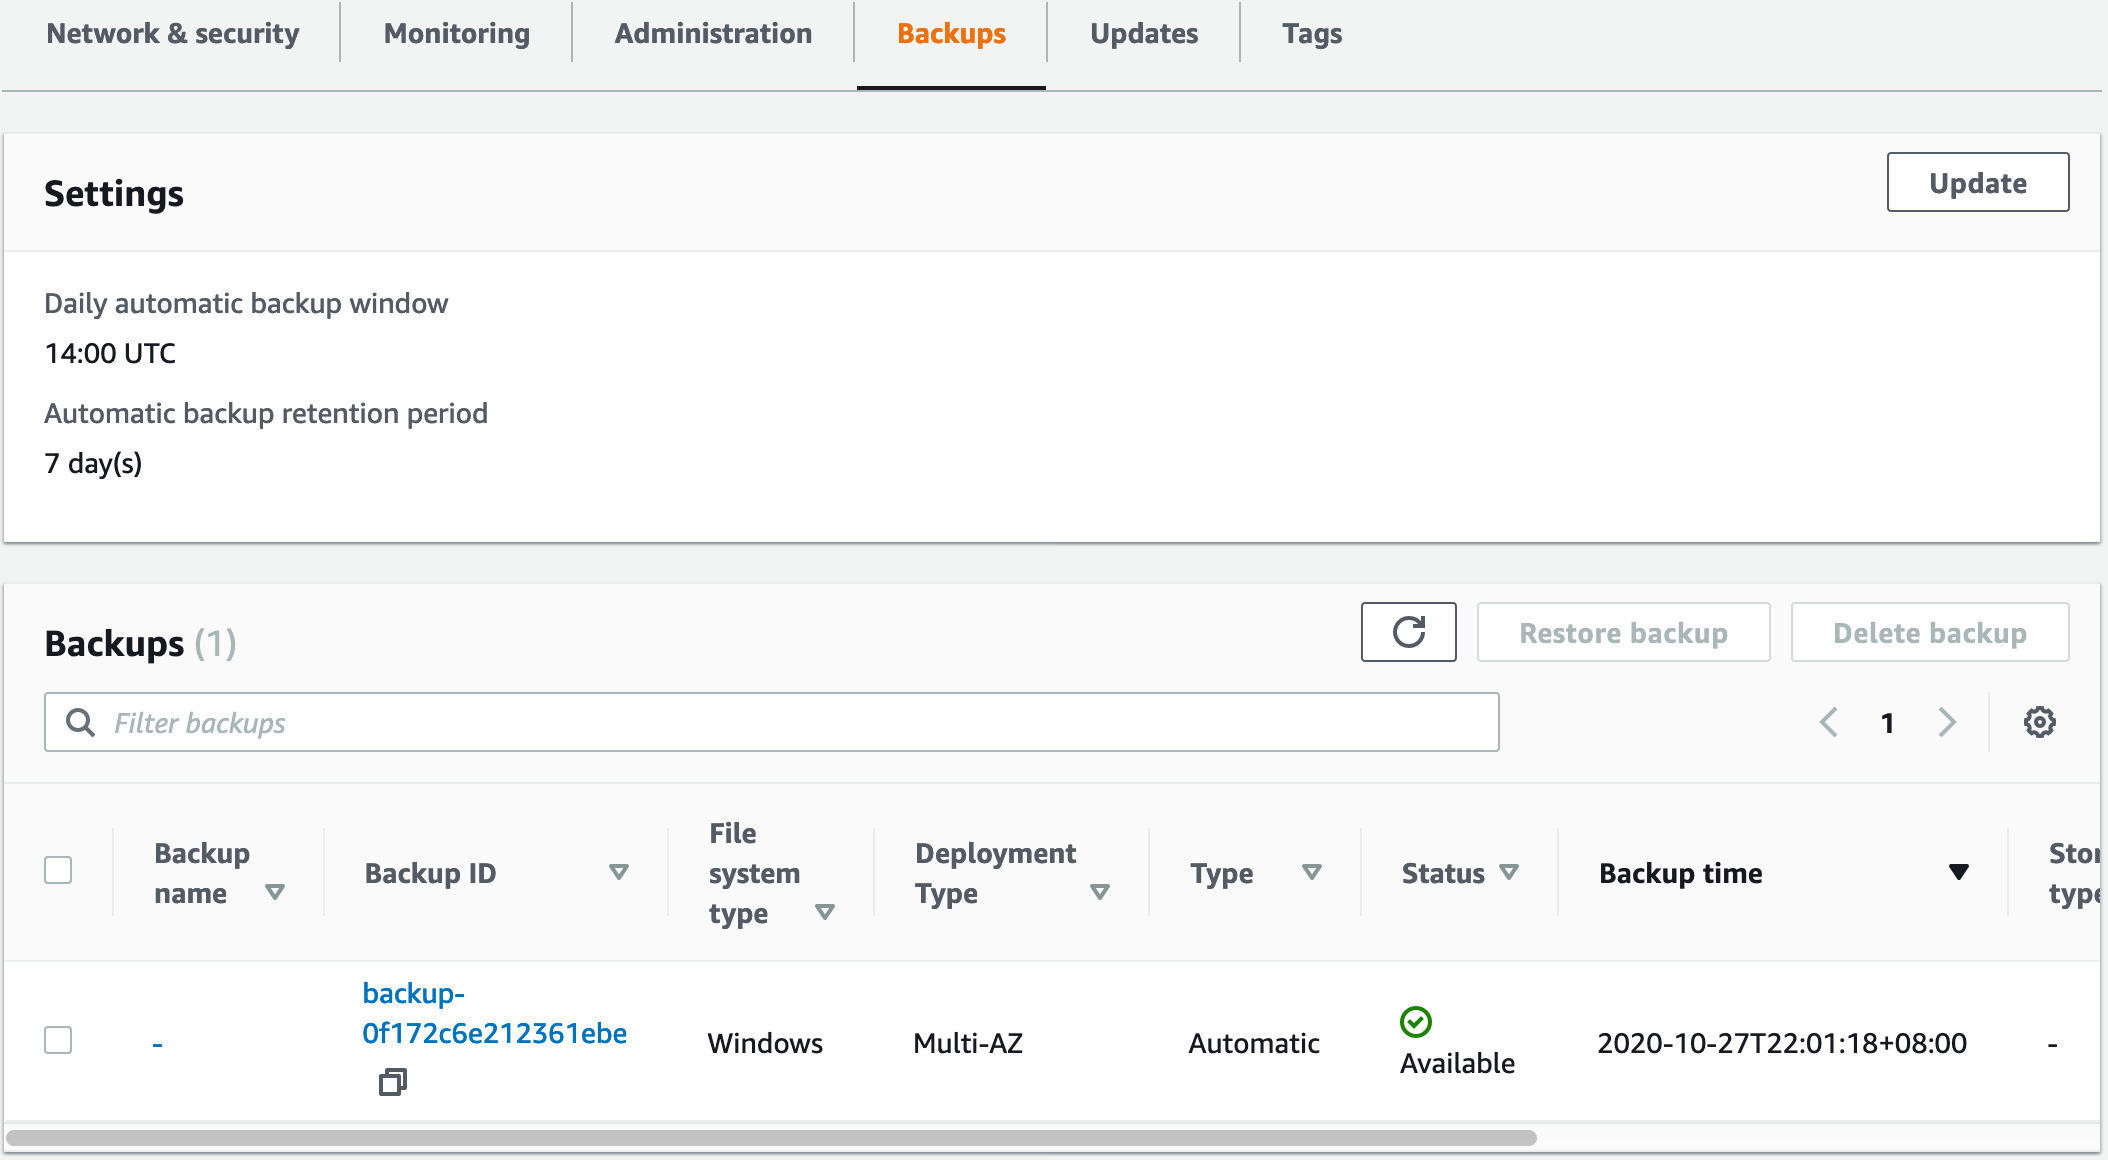 Network & security
Monitoring
Administration
Backups
Updates
Tags
Settings
Update
Daily automatic backup window
14:00 UTC
Automatic backup retention period
7 day(s)
Backups (1)
Restore backup
Delete backup
Filter backups
1
Backup
name
Backup ID
File
system
type
Deployment
Type
Type
Status
Backup time
Stor
type
-
backup-
0f172c6e212361ebe
Windows
Multi-AZ
Automatic
Available
2020-10-27T22:01:18+08:00
-